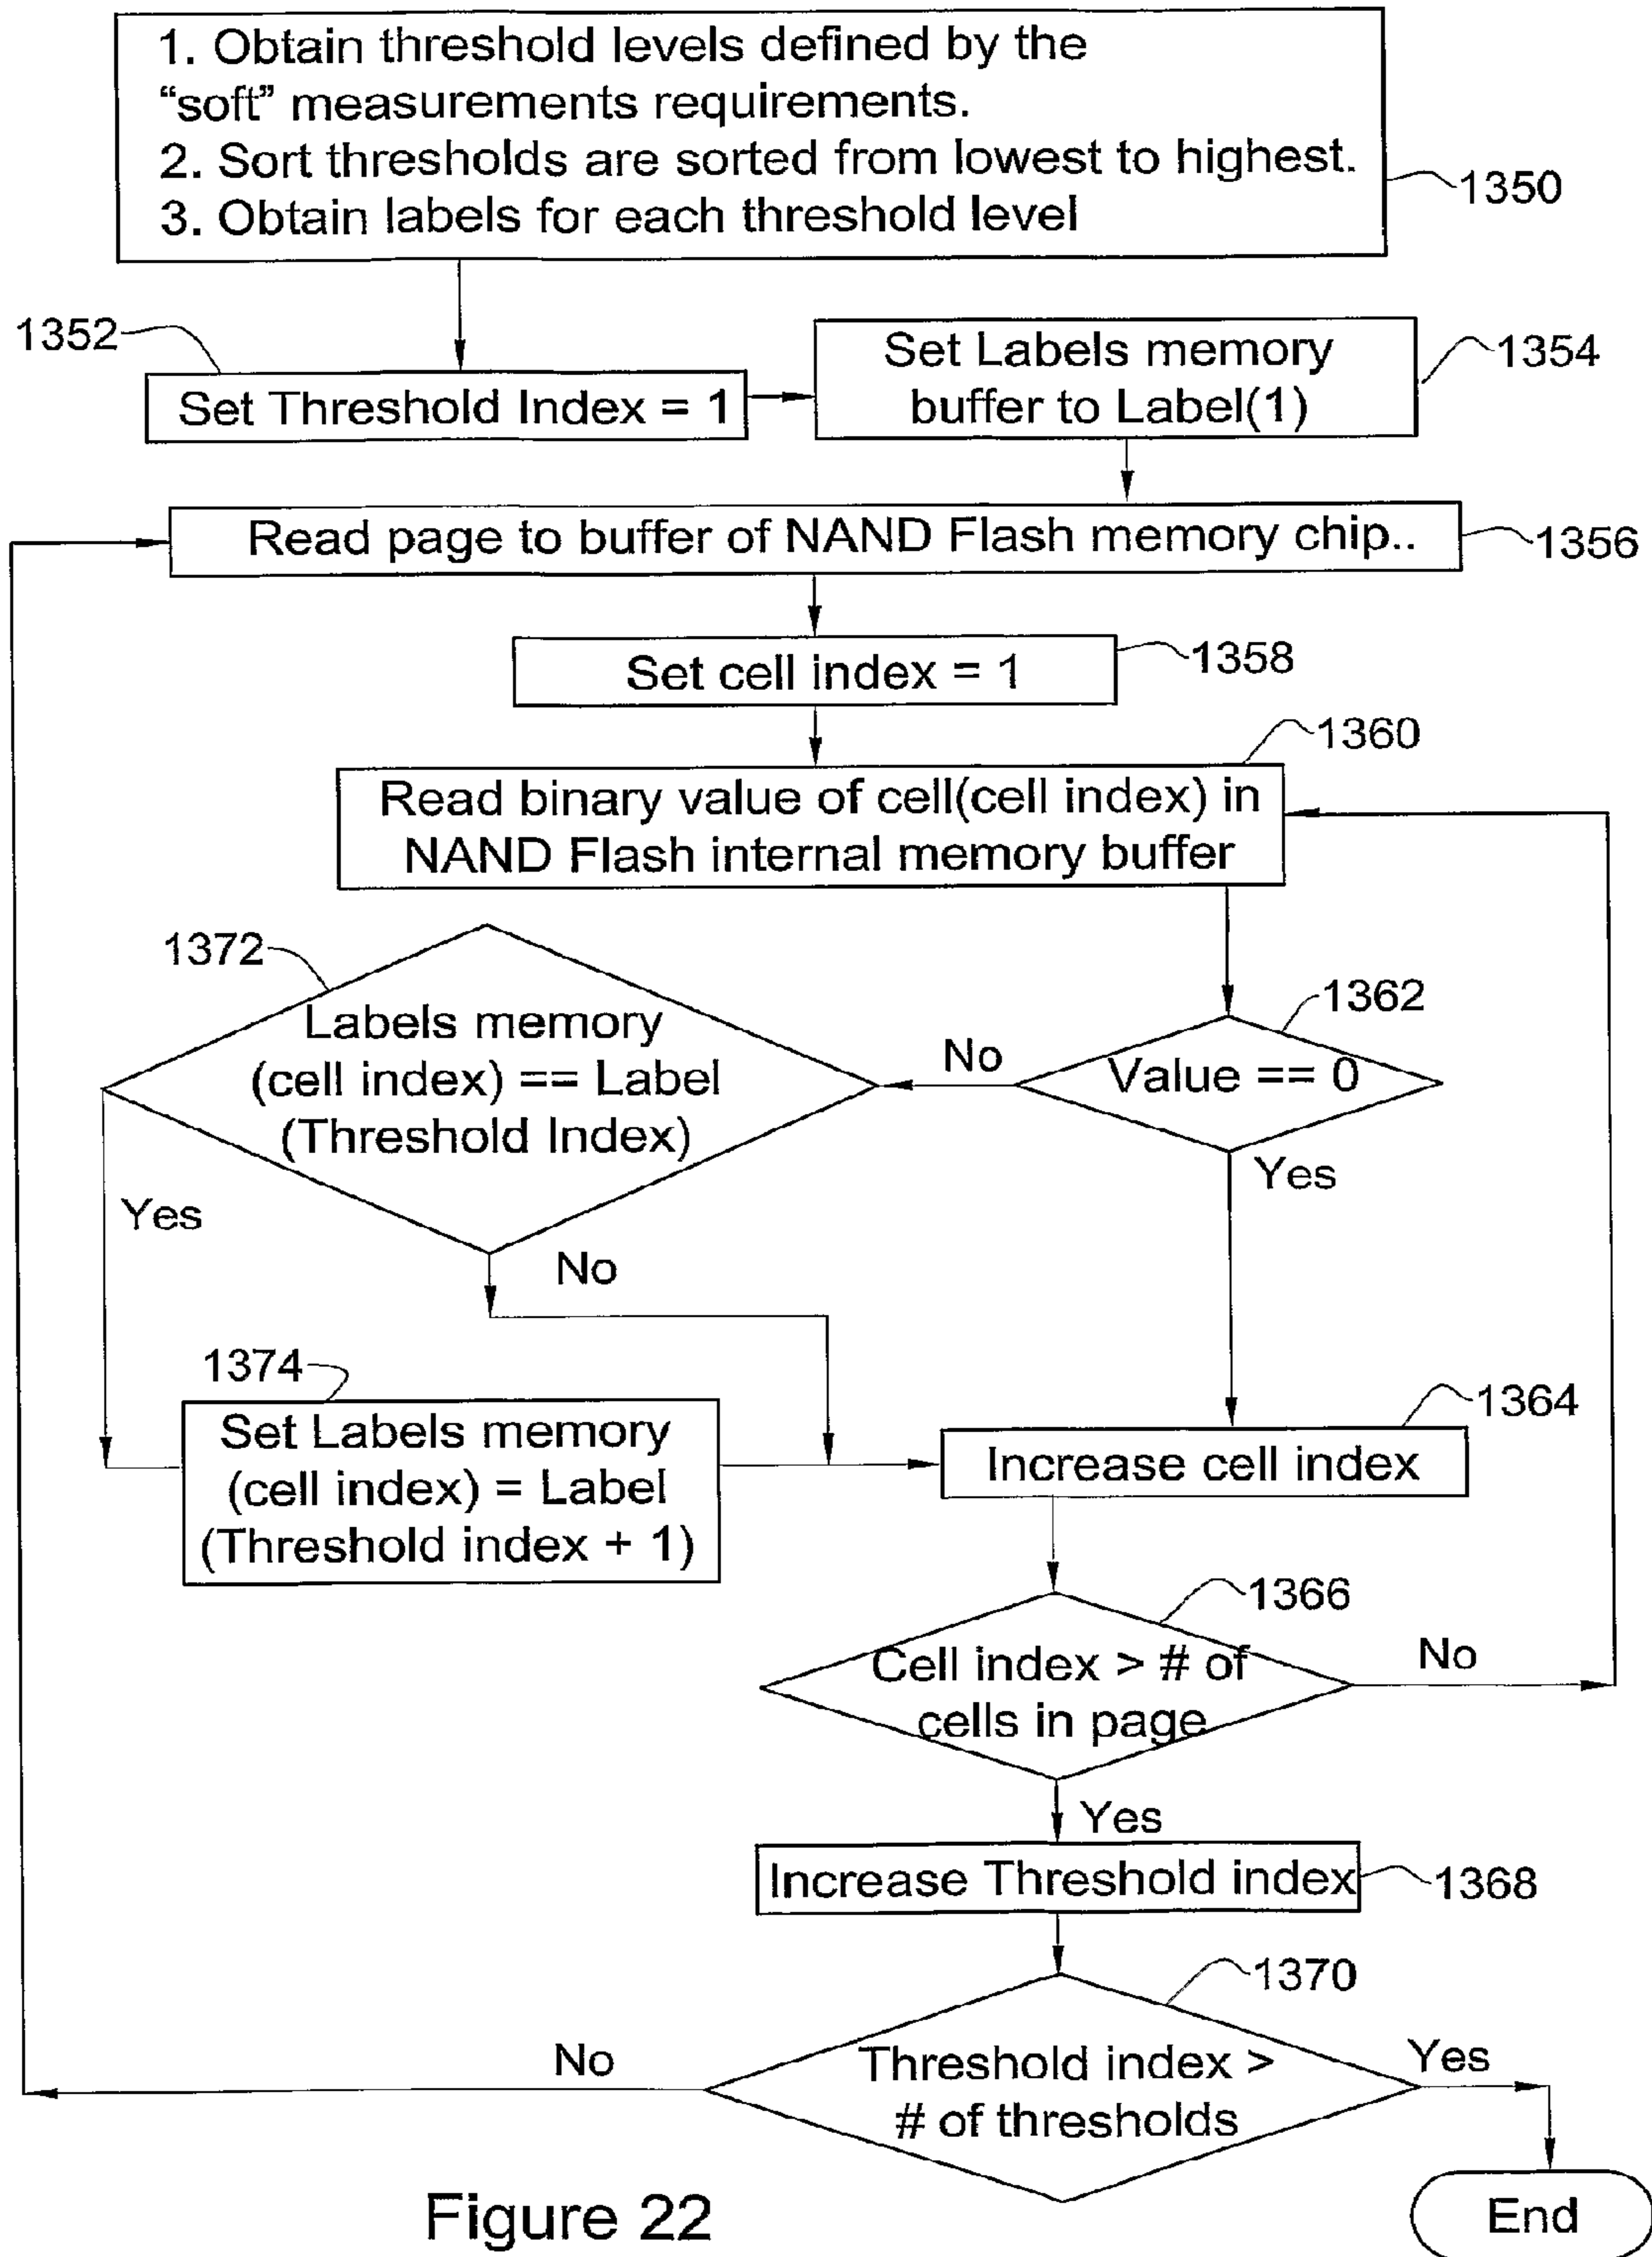 1. Obtain threshold levels defined by the
“soft” measurements requirements.
2. Sort thresholds are sorted from lowest to highest.
3. Obtain labels for each threshold level
1350
1352
Set Threshold Index = 1
Set Labels memory
buffer to Label(1)
1354
Read page to buffer of NAND Flash memory chip..
1356
Set cell index = 1
1358
1360
Read binary value of cell(cell index) in
NAND Flash internal memory buffer
1372
Labels memory
(cell index) == Label
(Threshold Index)
No
1362
Value == 0
Yes
Yes
No
1374
Set Labels memory
(cell index) = Label
(Threshold index + 1)
1364
Increase cell index
1366
Cell index > # of
cells in page
No
Yes
Increase Threshold index
1368
1370
Threshold index >
# of thresholds
No
Yes
End
Figure 22